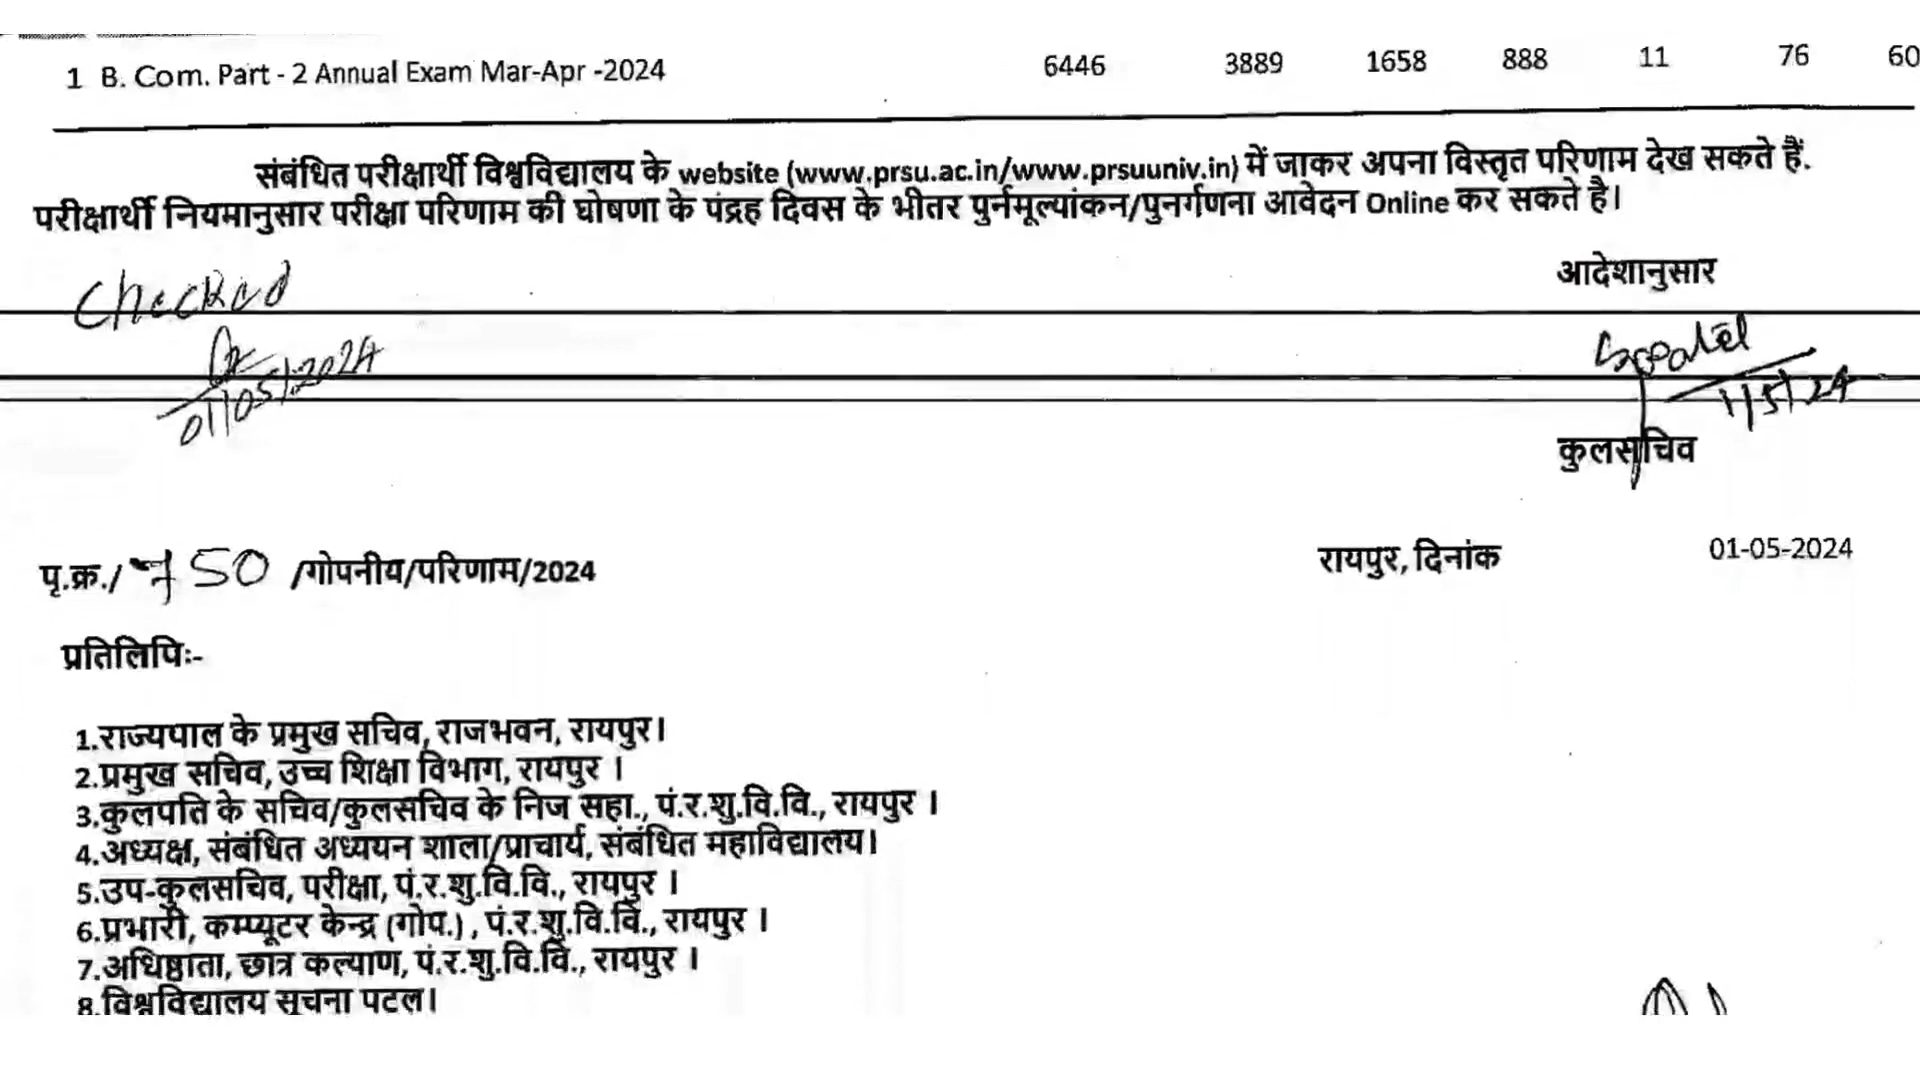 1 B. Com. Part - 2 Annual Exam Mar-Apr -2024 6446 3889 1658 888 11 76 60
संबंधित परीक्षार्थी विश्वविद्यालय के website (www.prsu.ac.in/www.prsuuniv.in) में जाकर अपना विस्तृत परिणाम देख सकते हैं.
परीक्षार्थी नियमानुसार परीक्षा परिणाम की घोषणा के पंद्रह दिवस के भीतर पुर्नमूल्यांकन/पुनर्गणना आवेदन Online कर सकते है।
आदेशानुसार
Checked
01/05/2024
1/5/24
कुलसचिव
पृ.क्र./ 750 /गोपनीय/परिणाम/2024 रायपुर, दिनांक 01-05-2024
प्रतिलिपिः-
1.राज्यपाल के प्रमुख सचिव, राजभवन, रायपुर।
2.प्रमुख सचिव, उच्च शिक्षा विभाग, रायपुर ।
3.कुलपति के सचिव/कुलसचिव के निज सहा., पं.र.शु.वि.वि., रायपुर ।
4.अध्यक्ष, संबंधित अध्ययन शाला/प्राचार्य, संबंधित महाविद्यालय।
5.उप-कुलसचिव, परीक्षा, पं.र.शु.वि.वि., रायपुर ।
6.प्रभारी, कम्प्यूटर केन्द्र (गोप.) , पं.र.शु.वि.वि., रायपुर ।
7.अधिष्ठाता, छात्र कल्याण, पं.र.शु.वि.वि., रायपुर ।
8.विश्वविद्यालय सूचना पटल।